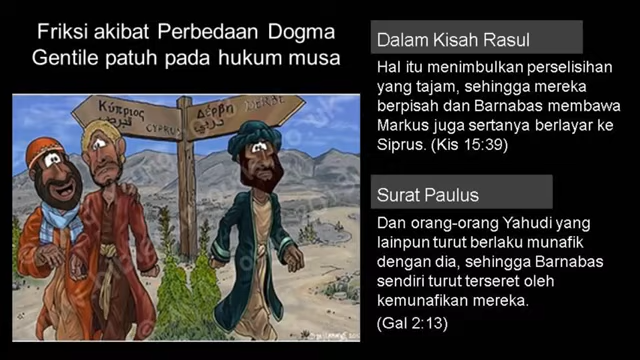 Friksi akibat Perbedaan Dogma
Gentile patuh pada hukum musa
Κύπριος
قبرص
CYPRUS
Δέρβη
DERBE
Dalam Kisah Rasul
Hal itu menimbulkan perselisihan
yang tajam, sehingga mereka
berpisah dan Barnabas membawa
Markus juga sertanya berlayar ke
Siprus. (Kis 15:39)
Surat Paulus
Dan orang-orang Yahudi yang
lainpun turut berlaku munafik
dengan dia, sehingga Barnabas
sendiri turut terseret oleh
kemunafikan mereka.
(Gal 2:13)